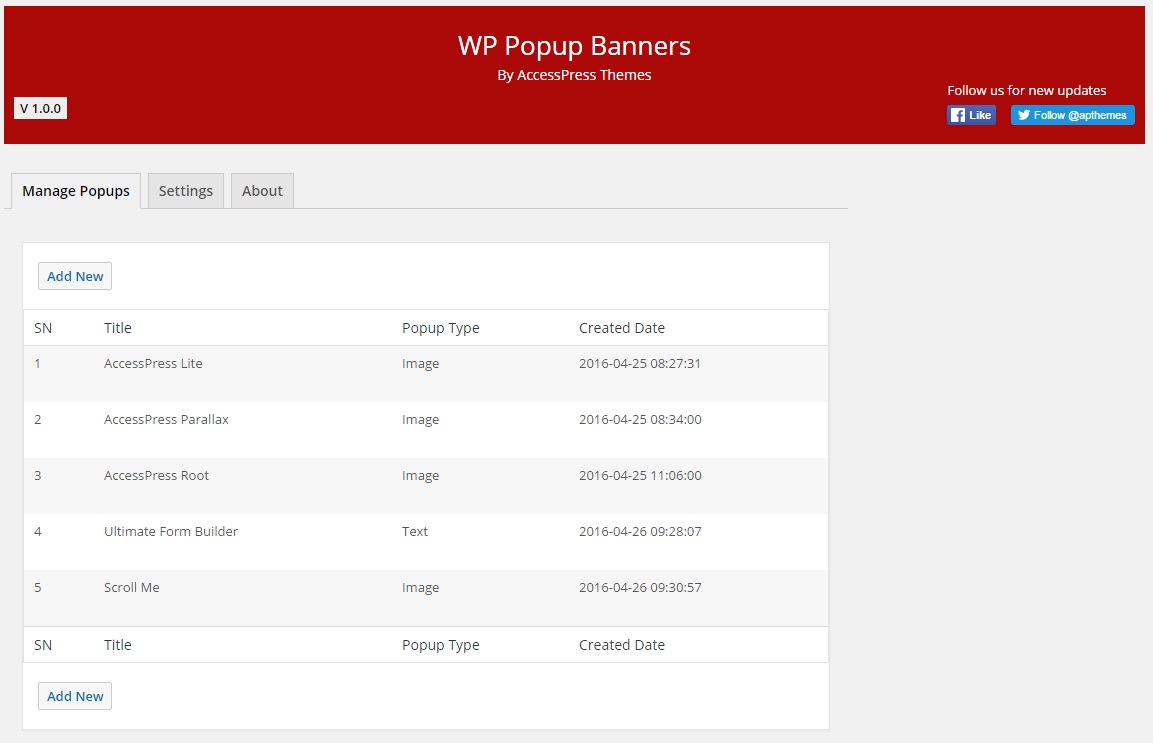 WP Popup Banners
By AccessPress Themes
V 1.0.0
Follow us for new updates
Like
Follow @apthemes
Manage Popups Settings About
Add New
SN Title Popup Type Created Date
1 AccessPress Lite Image 2016-04-25 08:27:31
2 AccessPress Parallax Image 2016-04-25 08:34:00
3 AccessPress Root Image 2016-04-25 11:06:00
4 Ultimate Form Builder Text 2016-04-26 09:28:07
5 Scroll Me Image 2016-04-26 09:30:57
SN Title Popup Type Created Date
Add New